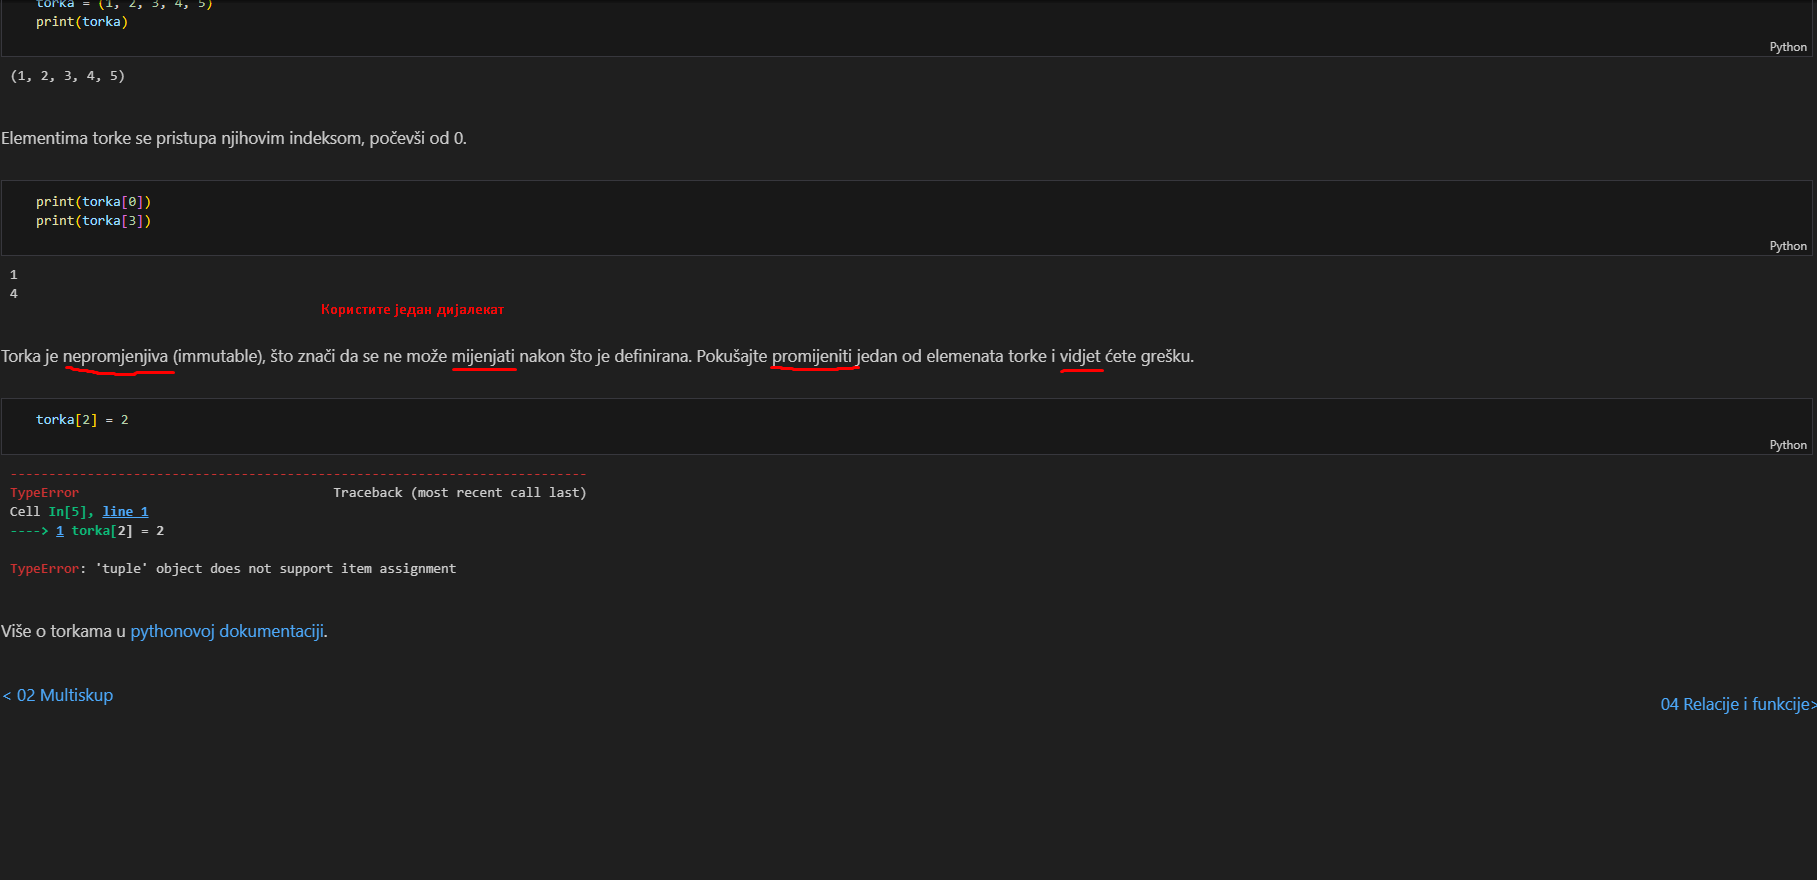 torka = (1, 2, 3, 4, 5)
print(torka)
Python
(1, 2, 3, 4, 5)
Elementima torke se pristupa njihovim indeksom, počevši od 0.
print(torka[0])
print(torka[3])
Python
1
4
Користите један дијалекат
Torka je nepromjenjiva (immutable), što znači da se ne može mijenjati nakon što je definirana. Pokušajte promijeniti jedan od elemenata torke i vidjet ćete grešku.
torka[2] = 2
Python
---------------------------------------------------------------------------
TypeError                                 Traceback (most recent call last)
Cell In[5], line 1
----> 1 torka[2] = 2
TypeError: 'tuple' object does not support item assignment
Više o torkama u pythonovoj dokumentaciji.
< 02 Multiskup
04 Relacije i funkcije>